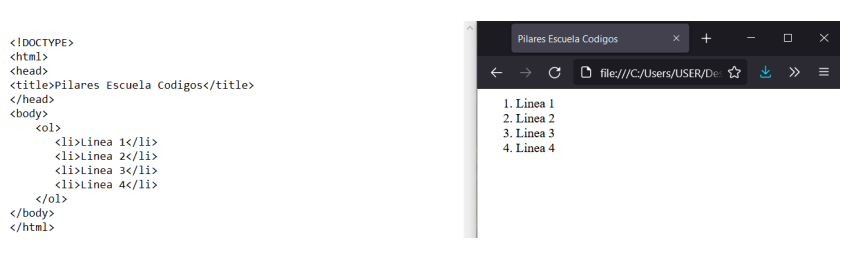 <!DOCTYPE>
<html>
<head>
<title>Pilares Escuela Codigos</title>
</head>
<body>
<ol>
<li>Linea 1</li>
<li>Linea 2</li>
<li>Linea 3</li>
<li>Linea 4</li>
</ol>
</body>
</html>
Pilares Escuela Codigos
file:///C:/Users/USER/De
1. Linea 1
2. Linea 2
3. Linea 3
4. Linea 4